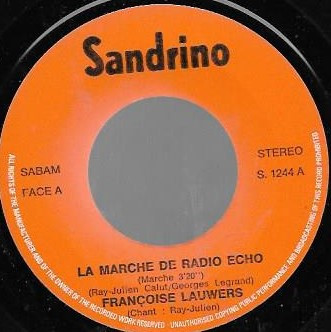 Sandrino
SABAM
FACE A
STEREO
S. 1244 A
LA MARCHE DE RADIO ECHO
(Marche 3'20")
(Ray-Julien Calut/Georges Legrand)
FRANÇOISE LAUWERS
(Chant : Ray-Julien)
ALL RIGHTS OF THE MANUFACTURER AND OF THE OWNER OF THE RECORDED WORK RESERVED - UNAUTHORISED COPYING PUBLIC PERFORMANCE AND BROADCASTING OF THIS RECORD PROHIBITED